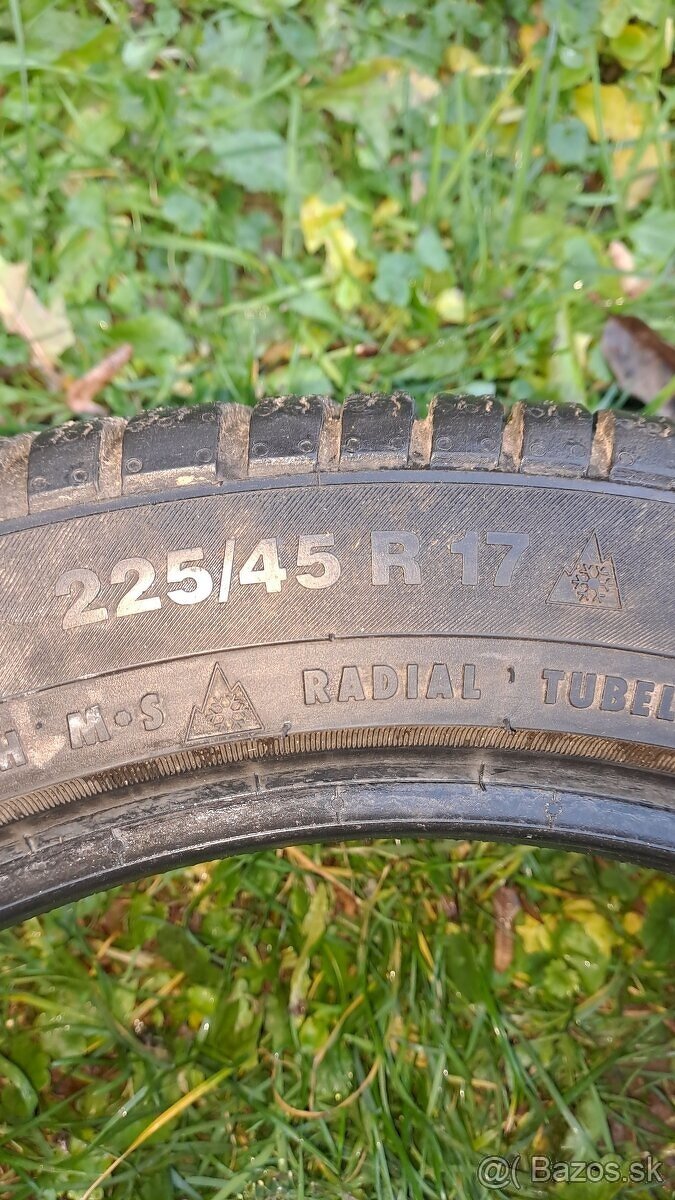 225/45 R 17
H M·S RADIAL TUBEL
@( Bazos.sk